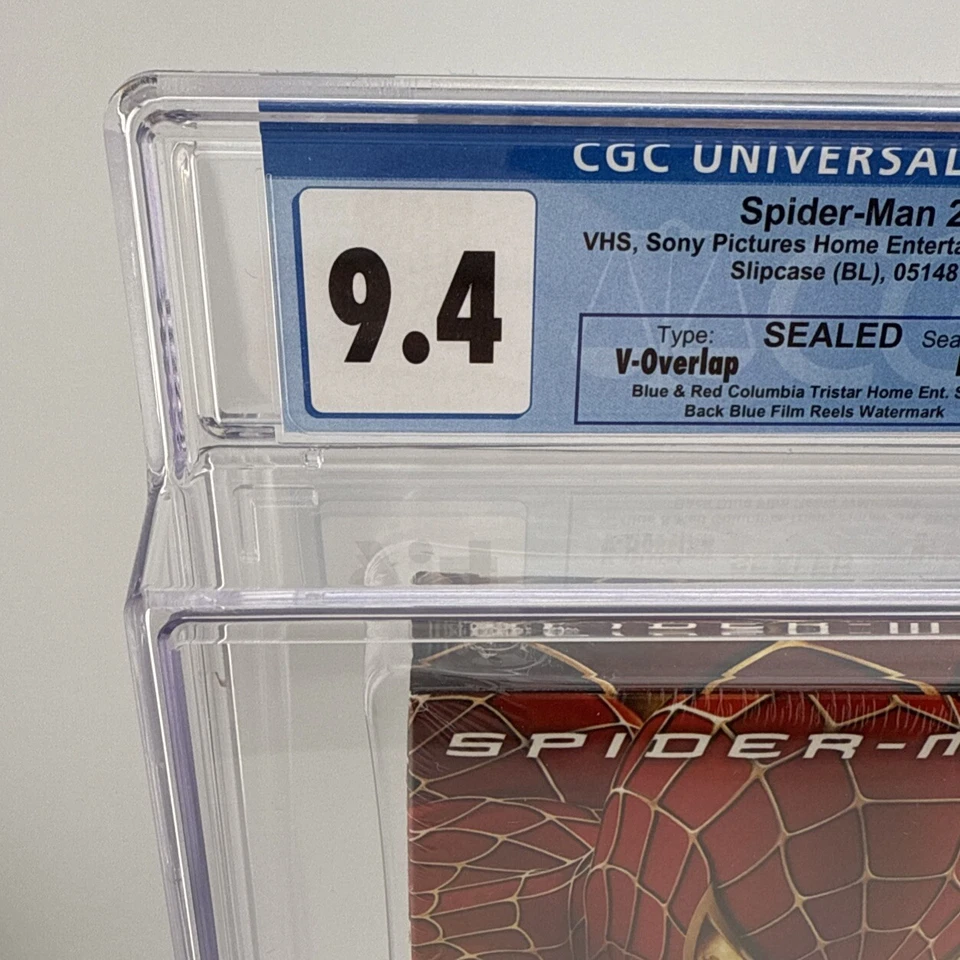 CGC UNIVERSAL
9.4
Spider-Man 2
VHS, Sony Pictures Home Enterta
Slipcase (BL), 05148
Type: SEALED Sea
V-Overlap
Blue & Red Columbia Tristar Home Ent. S
Back Blue Film Reels Watermark
SPIDER-M